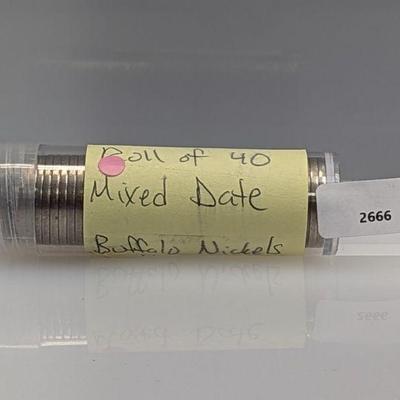 Roll of 40
Mixed Date
Buffalo Nickels
2666